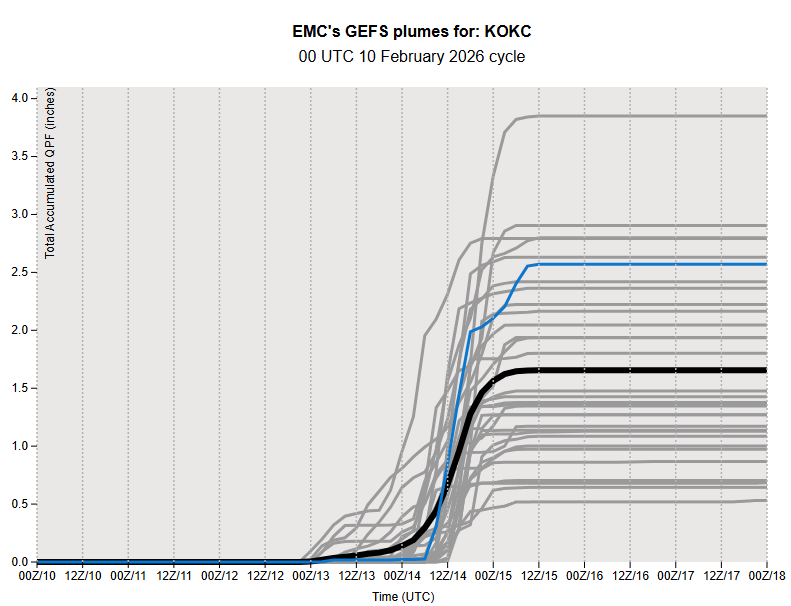 EMC's GEFS plumes for: KOKC
00 UTC 10 February 2026 cycle
Total Accumulated QPF (inches)
4.0
3.5
3.0
2.5
2.0
1.5
1.0
0.5
0.0
00Z/10 12Z/10 00Z/11 12Z/11 00Z/12 12Z/12 00Z/13 12Z/13 00Z/14 12Z/14 00Z/15 12Z/15 00Z/16 12Z/16 00Z/17 12Z/17 00Z/18
Time (UTC)